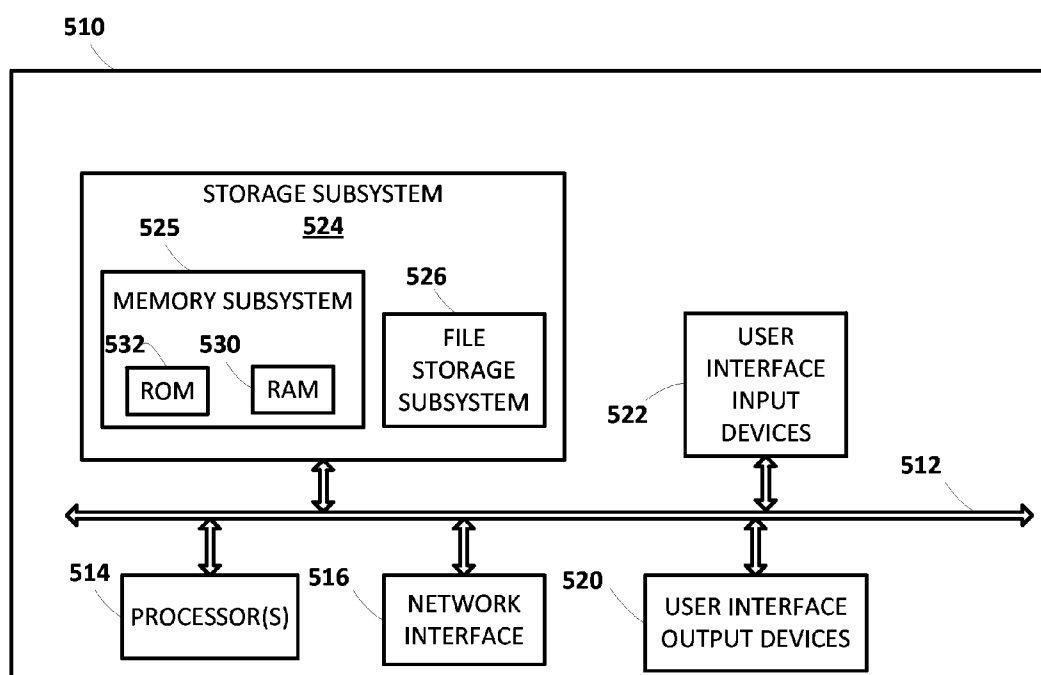 510
STORAGE SUBSYSTEM
524
525
MEMORY SUBSYSTEM
532
ROM
530
RAM
526
FILE
STORAGE
SUBSYSTEM
USER
INTERFACE
INPUT
DEVICES
522
512
514
PROCESSOR(S)
516
NETWORK
INTERFACE
520
USER INTERFACE
OUTPUT DEVICES